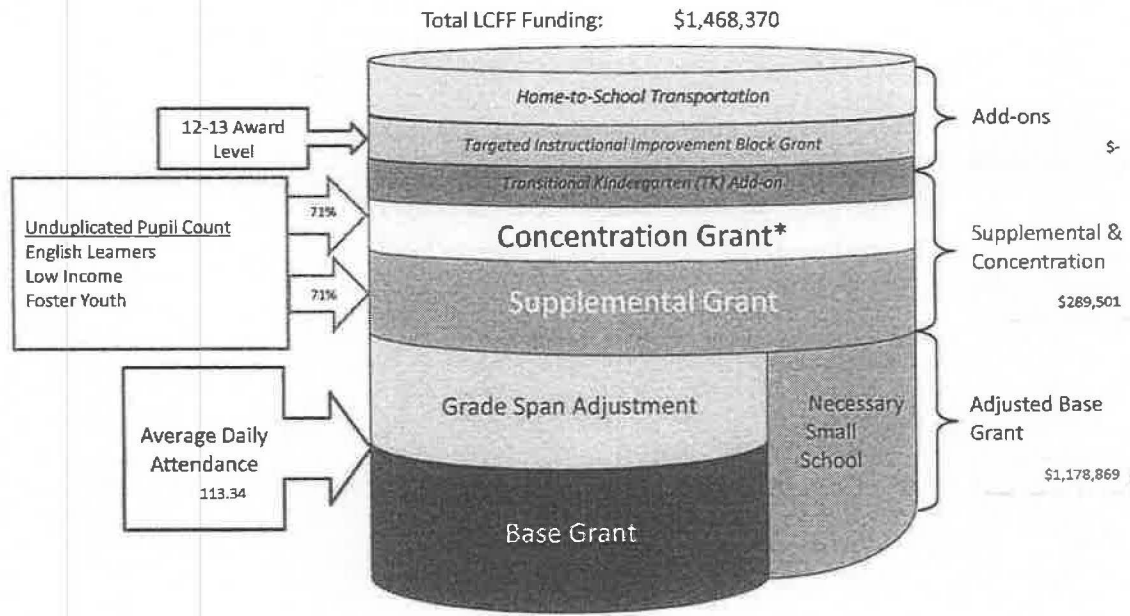 Total LCFF Funding: $1,468,370
Home-to-School Transportation
Targeted Instructional Improvement Block Grant
Transitional Kindergarten (TK) Add-on
Concentration Grant*
Supplemental Grant
Grade Span Adjustment
Base Grant
Necessary
Small
School
12-13 Award
Level
Unduplicated Pupil Count
English Learners
Low Income
Foster Youth
71%
71%
Average Daily
Attendance
113.34
Add-ons
$-
Supplemental &
Concentration
$289,501
Adjusted Base
Grant
$1,178,869